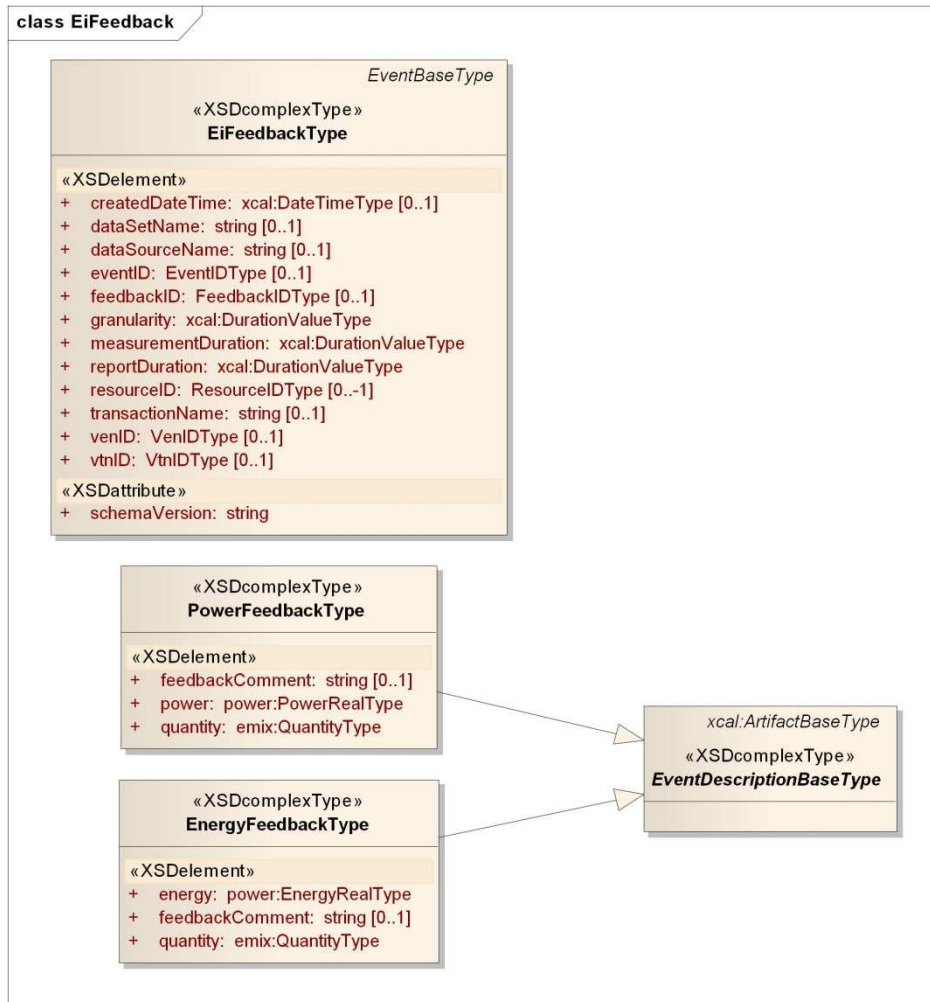 class EiFeedback
EventBaseType
«XSDcomplexType»
EiFeedbackType
«XSDelement»
+ createdDateTime: xcal:DateTimeType [0..1]
+ dataSetName: string [0..1]
+ dataSourceName: string [0..1]
+ eventID: EventIDType [0..1]
+ feedbackID: FeedbackIDType [0..1]
+ granularity: xcal:DurationValueType
+ measurementDuration: xcal:DurationValueType
+ reportDuration: xcal:DurationValueType
+ resourceID: ResourceIDType [0..-1]
+ transactionName: string [0..1]
+ venID: VenIDType [0..1]
+ vtnID: VtnIDType [0..1]
«XSDattribute»
+ schemaVersion: string
«XSDcomplexType»
PowerFeedbackType
«XSDelement»
+ feedbackComment: string [0..1]
+ power: power:PowerRealType
+ quantity: emix:QuantityType
xcal:ArtifactBaseType
«XSDcomplexType»
EventDescriptionBaseType
«XSDcomplexType»
EnergyFeedbackType
«XSDelement»
+ energy: power:EnergyRealType
+ feedbackComment: string [0..1]
+ quantity: emix:QuantityType